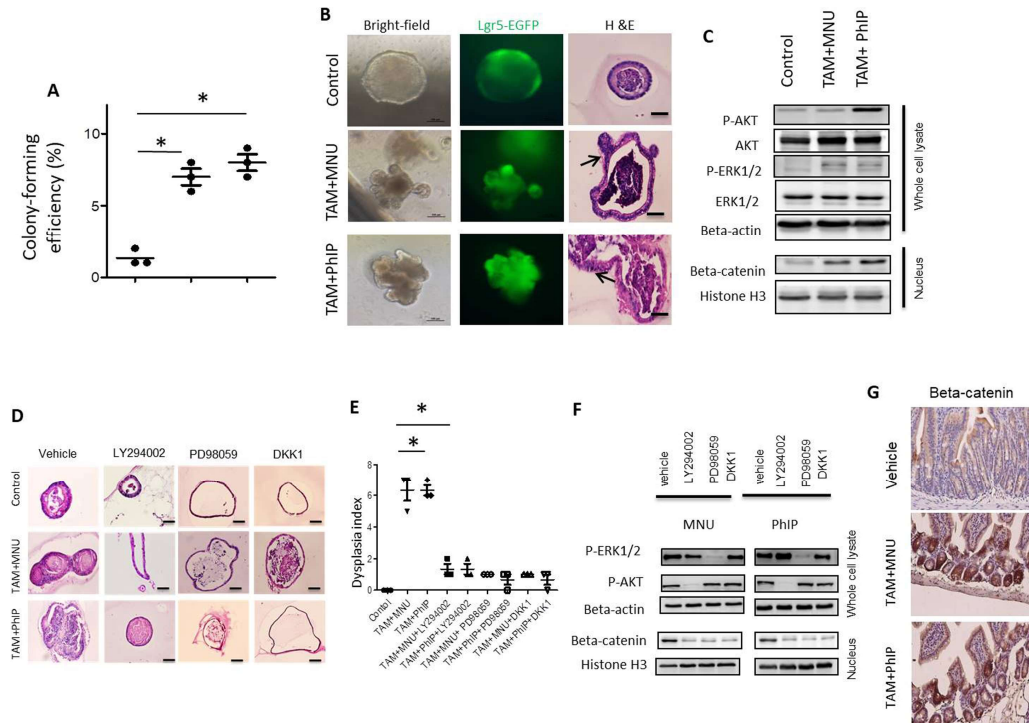 A
Colony-forming
efficiency (%)
10
5
0
*
*
B
Bright-field
Lgr5-EGFP
H &E
Control
TAM+MNU
TAM+PhIP
C
Control
TAM+MNU
TAM+ PhIP
P-AKT
AKT
P-ERK1/2
ERK1/2
Beta-actin
Beta-catenin
Histone H3
Whole cell lysate
Nucleus
D
Vehicle
LY294002
PD98059
DKK1
Control
TAM+MNU
TAM+PhIP
E
*
*
Dysplasia index
8
6
4
2
0
Contol
TAM+MNU
TAM+PhIP
TAM+MNU+LY294002
TAM+PhIP+LY294002
TAM+MNU+ PD98059
TAM+PhIP+PD98059
TAM+MNU+DKK1
TAM+PhIP+DKK1
F
vehicle
LY294002
PD98059
DKK1
vehicle
LY294002
PD98059
DKK1
MNU
PhIP
P-ERK1/2
P-AKT
Beta-actin
Beta-catenin
Histone H3
Whole cell lysate
Nucleus
G
Beta-catenin
Vehicle
TAM+MNU
TAM+PhIP